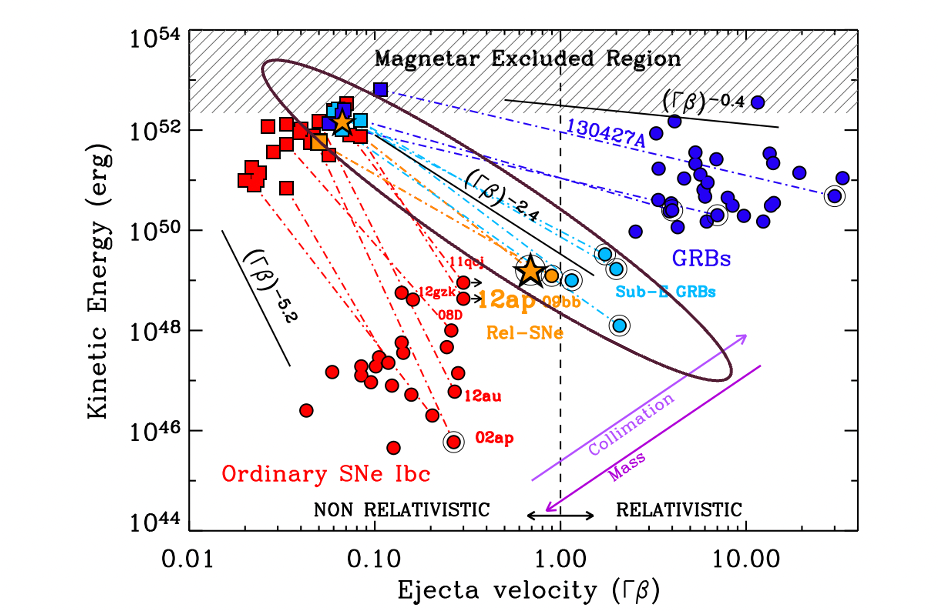 10^54
Magnetar Excluded Region
(Γβ)^-0.4
10^52
130427A
(Γβ)^-2.4
10^50
(Γβ)^-5.2
GRBs
11qcj
12gzk
12ap
09bb
Sub-E GRBs
08D
10^48
Rel-SNe
12au
Collimation
10^46
02ap
Mass
Ordinary SNe Ibc
NON RELATIVISTIC
RELATIVISTIC
10^44
0.01
0.10
1.00
10.00
Ejecta velocity (Γβ)
Kinetic Energy (erg)